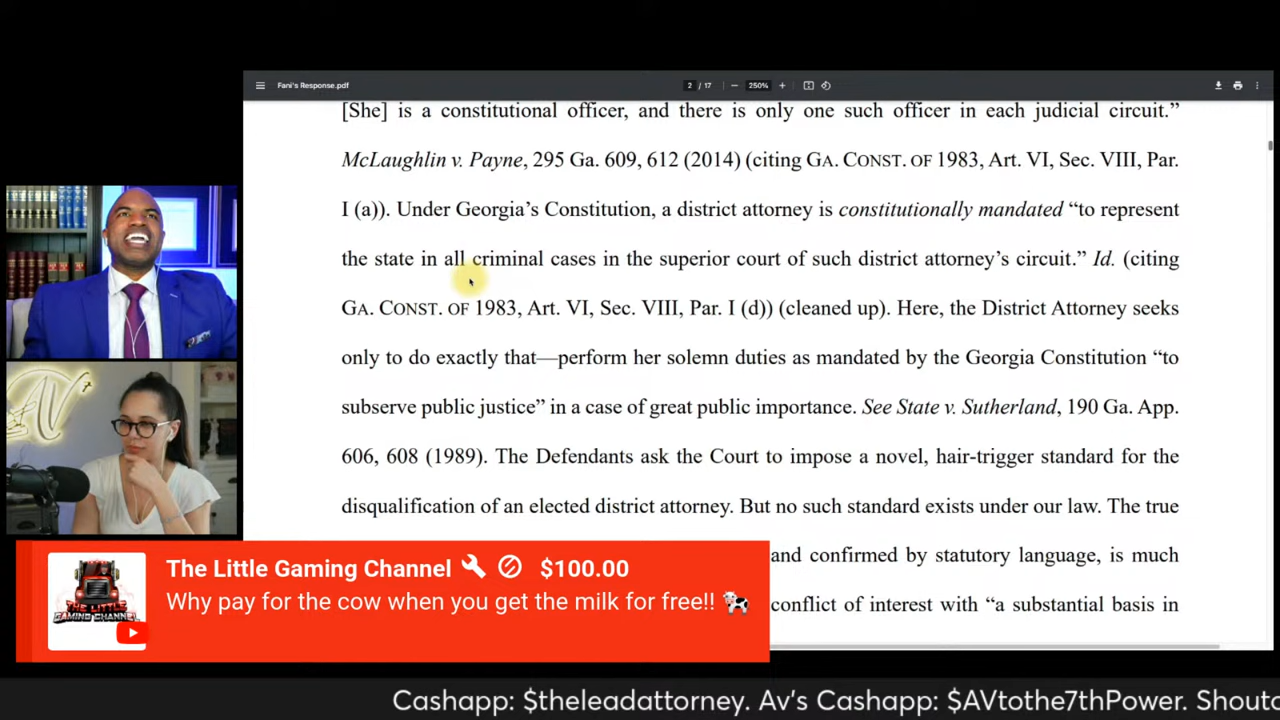 Fani's Response.pdf
2 / 17
250%
[She] is a constitutional officer, and there is only one such officer in each judicial circuit.”
McLaughlin v. Payne, 295 Ga. 609, 612 (2014) (citing GA. CONST. OF 1983, Art. VI, Sec. VIII, Par.
I (a)). Under Georgia’s Constitution, a district attorney is constitutionally mandated “to represent
the state in all criminal cases in the superior court of such district attorney’s circuit.” Id. (citing
GA. CONST. OF 1983, Art. VI, Sec. VIII, Par. I (d)) (cleaned up). Here, the District Attorney seeks
only to do exactly that—perform her solemn duties as mandated by the Georgia Constitution “to
subserve public justice” in a case of great public importance. See State v. Sutherland, 190 Ga. App.
606, 608 (1989). The Defendants ask the Court to impose a novel, hair-trigger standard for the
disqualification of an elected district attorney. But no such standard exists under our law. The true
and confirmed by statutory language, is much
conflict of interest with “a substantial basis in
AV
THE LITTLE
GAMING CHANNEL
The Little Gaming Channel $100.00
Why pay for the cow when you get the milk for free!! 🐄
Cashapp: $theleadattorney. Av's Cashapp: $AVtothe7thPower. Shoutc